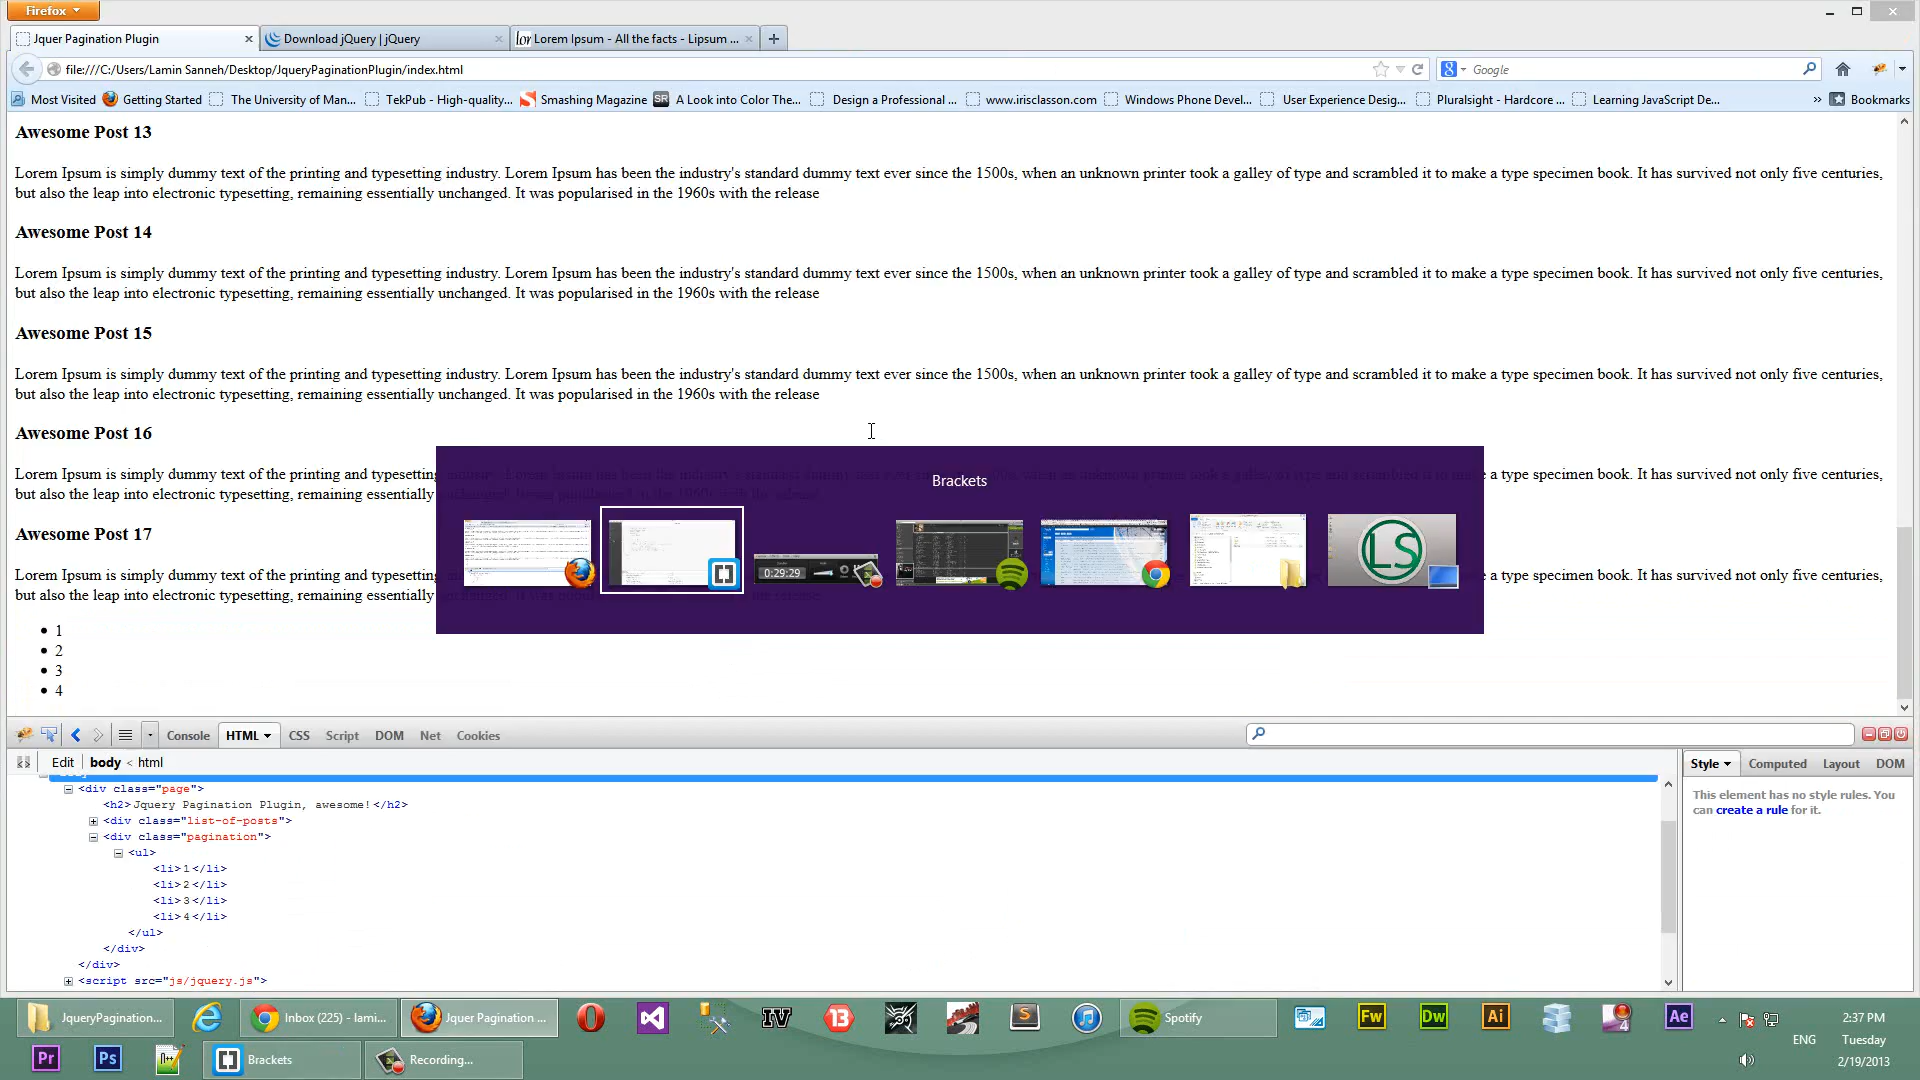 Firefox
Jquer Pagination Plugin
Download jQuery | jQuery
Lorem Ipsum - All the facts - Lipsum ...
file:///C:/Users/Lamin Sanneh/Desktop/JqueryPaginationPlugin/index.html
Google
Most Visited
Getting Started
The University of Man...
TekPub - High-quality...
Smashing Magazine
SR
A Look into Color The...
Design a Professional ...
www.irisclasson.com
Windows Phone Devel...
User Experience Desig...
Pluralsight - Hardcore ...
Learning JavaScript De...
»
Bookmarks
Awesome Post 13
Lorem Ipsum is simply dummy text of the printing and typesetting industry. Lorem Ipsum has been the industry's standard dummy text ever since the 1500s, when an unknown printer took a galley of type and scrambled it to make a type specimen book. It has survived not only five centuries,
but also the leap into electronic typesetting, remaining essentially unchanged. It was popularised in the 1960s with the release
Awesome Post 14
Lorem Ipsum is simply dummy text of the printing and typesetting industry. Lorem Ipsum has been the industry's standard dummy text ever since the 1500s, when an unknown printer took a galley of type and scrambled it to make a type specimen book. It has survived not only five centuries,
but also the leap into electronic typesetting, remaining essentially unchanged. It was popularised in the 1960s with the release
Awesome Post 15
Lorem Ipsum is simply dummy text of the printing and typesetting industry. Lorem Ipsum has been the industry's standard dummy text ever since the 1500s, when an unknown printer took a galley of type and scrambled it to make a type specimen book. It has survived not only five centuries,
but also the leap into electronic typesetting, remaining essentially unchanged. It was popularised in the 1960s with the release
Awesome Post 16
Lorem Ipsum is simply dummy text of the printing and typesetting
e a type specimen book. It has survived not only five centuries,
but also the leap into electronic typesetting, remaining essentially
Brackets
0:29:29
LS
Awesome Post 17
Lorem Ipsum is simply dummy text of the printing and typesetting
e a type specimen book. It has survived not only five centuries,
but also the leap into electronic typesetting, remaining essentially
1
2
3
4
Console
HTML
CSS
Script
DOM
Net
Cookies
Edit
body < html
Style
Computed
Layout
DOM
<div class="page">
<h2>Jquery Pagination Plugin, awesome!</h2>
<div class="list-of-posts">
<div class="pagination">
<ul>
<li>1</li>
<li>2</li>
<li>3</li>
<li>4</li>
</ul>
</div>
</div>
<script src="js/jquery.js">
This element has no style rules. You
can create a rule for it.
JqueryPagination...
Inbox (225) - lami...
Jquer Pagination ...
IV
13
S
Spotify
Fw
Dw
Ai
4
Ae
ENG
2:37 PM
Tuesday
2/19/2013
Pr
Ps
Brackets
Recording...